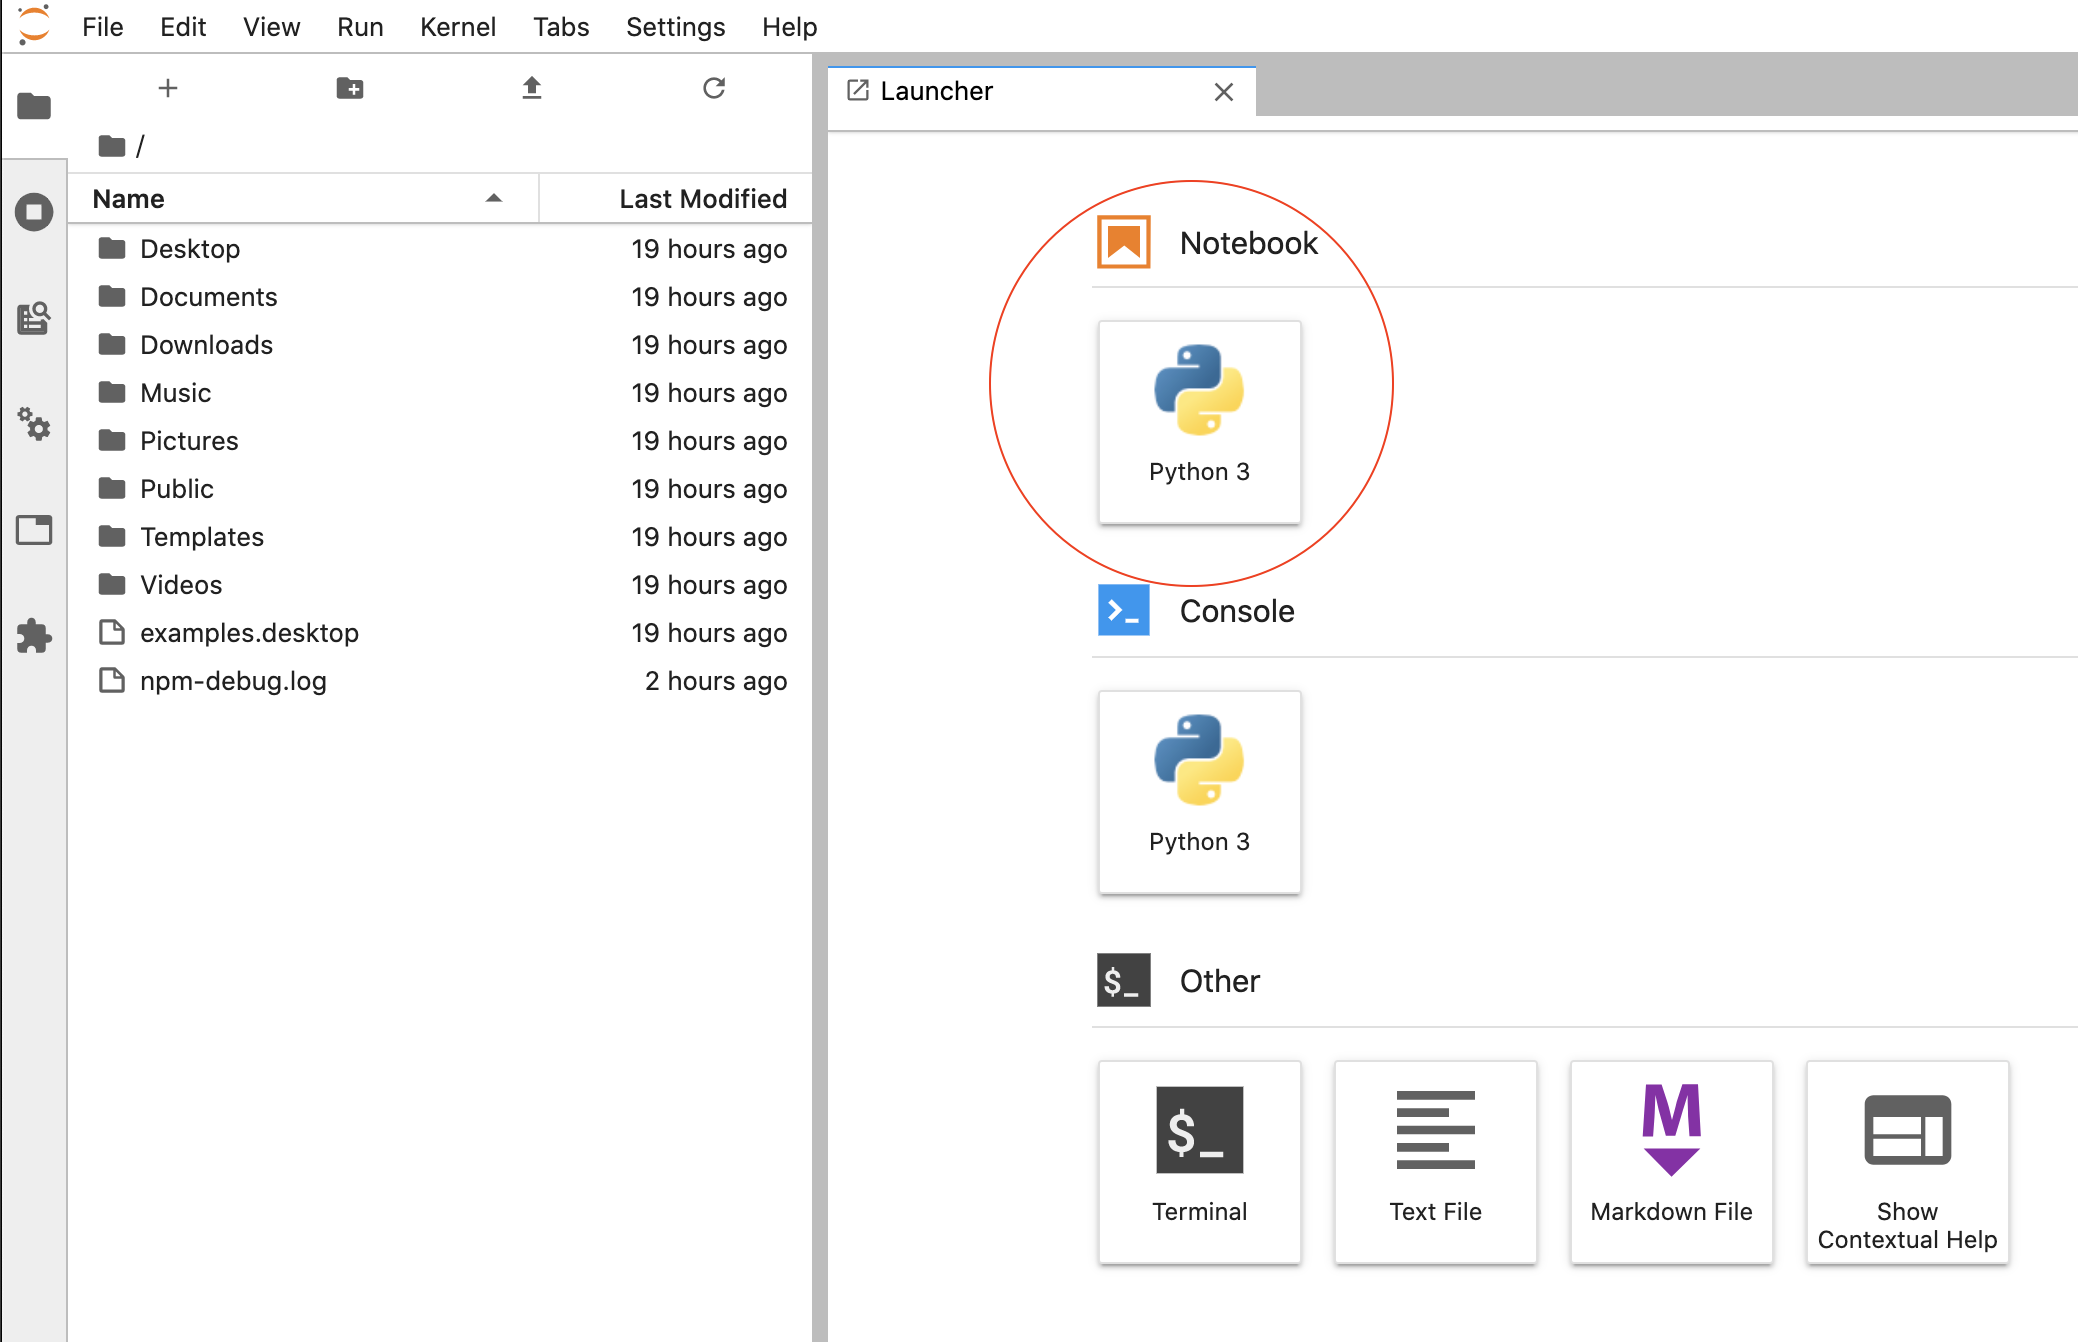 File Edit View Run Kernel Tabs Settings Help
Launcher
/
Name Last Modified
Desktop 19 hours ago
Documents 19 hours ago
Downloads 19 hours ago
Music 19 hours ago
Pictures 19 hours ago
Public 19 hours ago
Templates 19 hours ago
Videos 19 hours ago
examples.desktop 19 hours ago
npm-debug.log 2 hours ago
Notebook
Python 3
>_ Console
Python 3
$_ Other
$_
Terminal
Text File
M
Markdown File
Show
Contextual Help